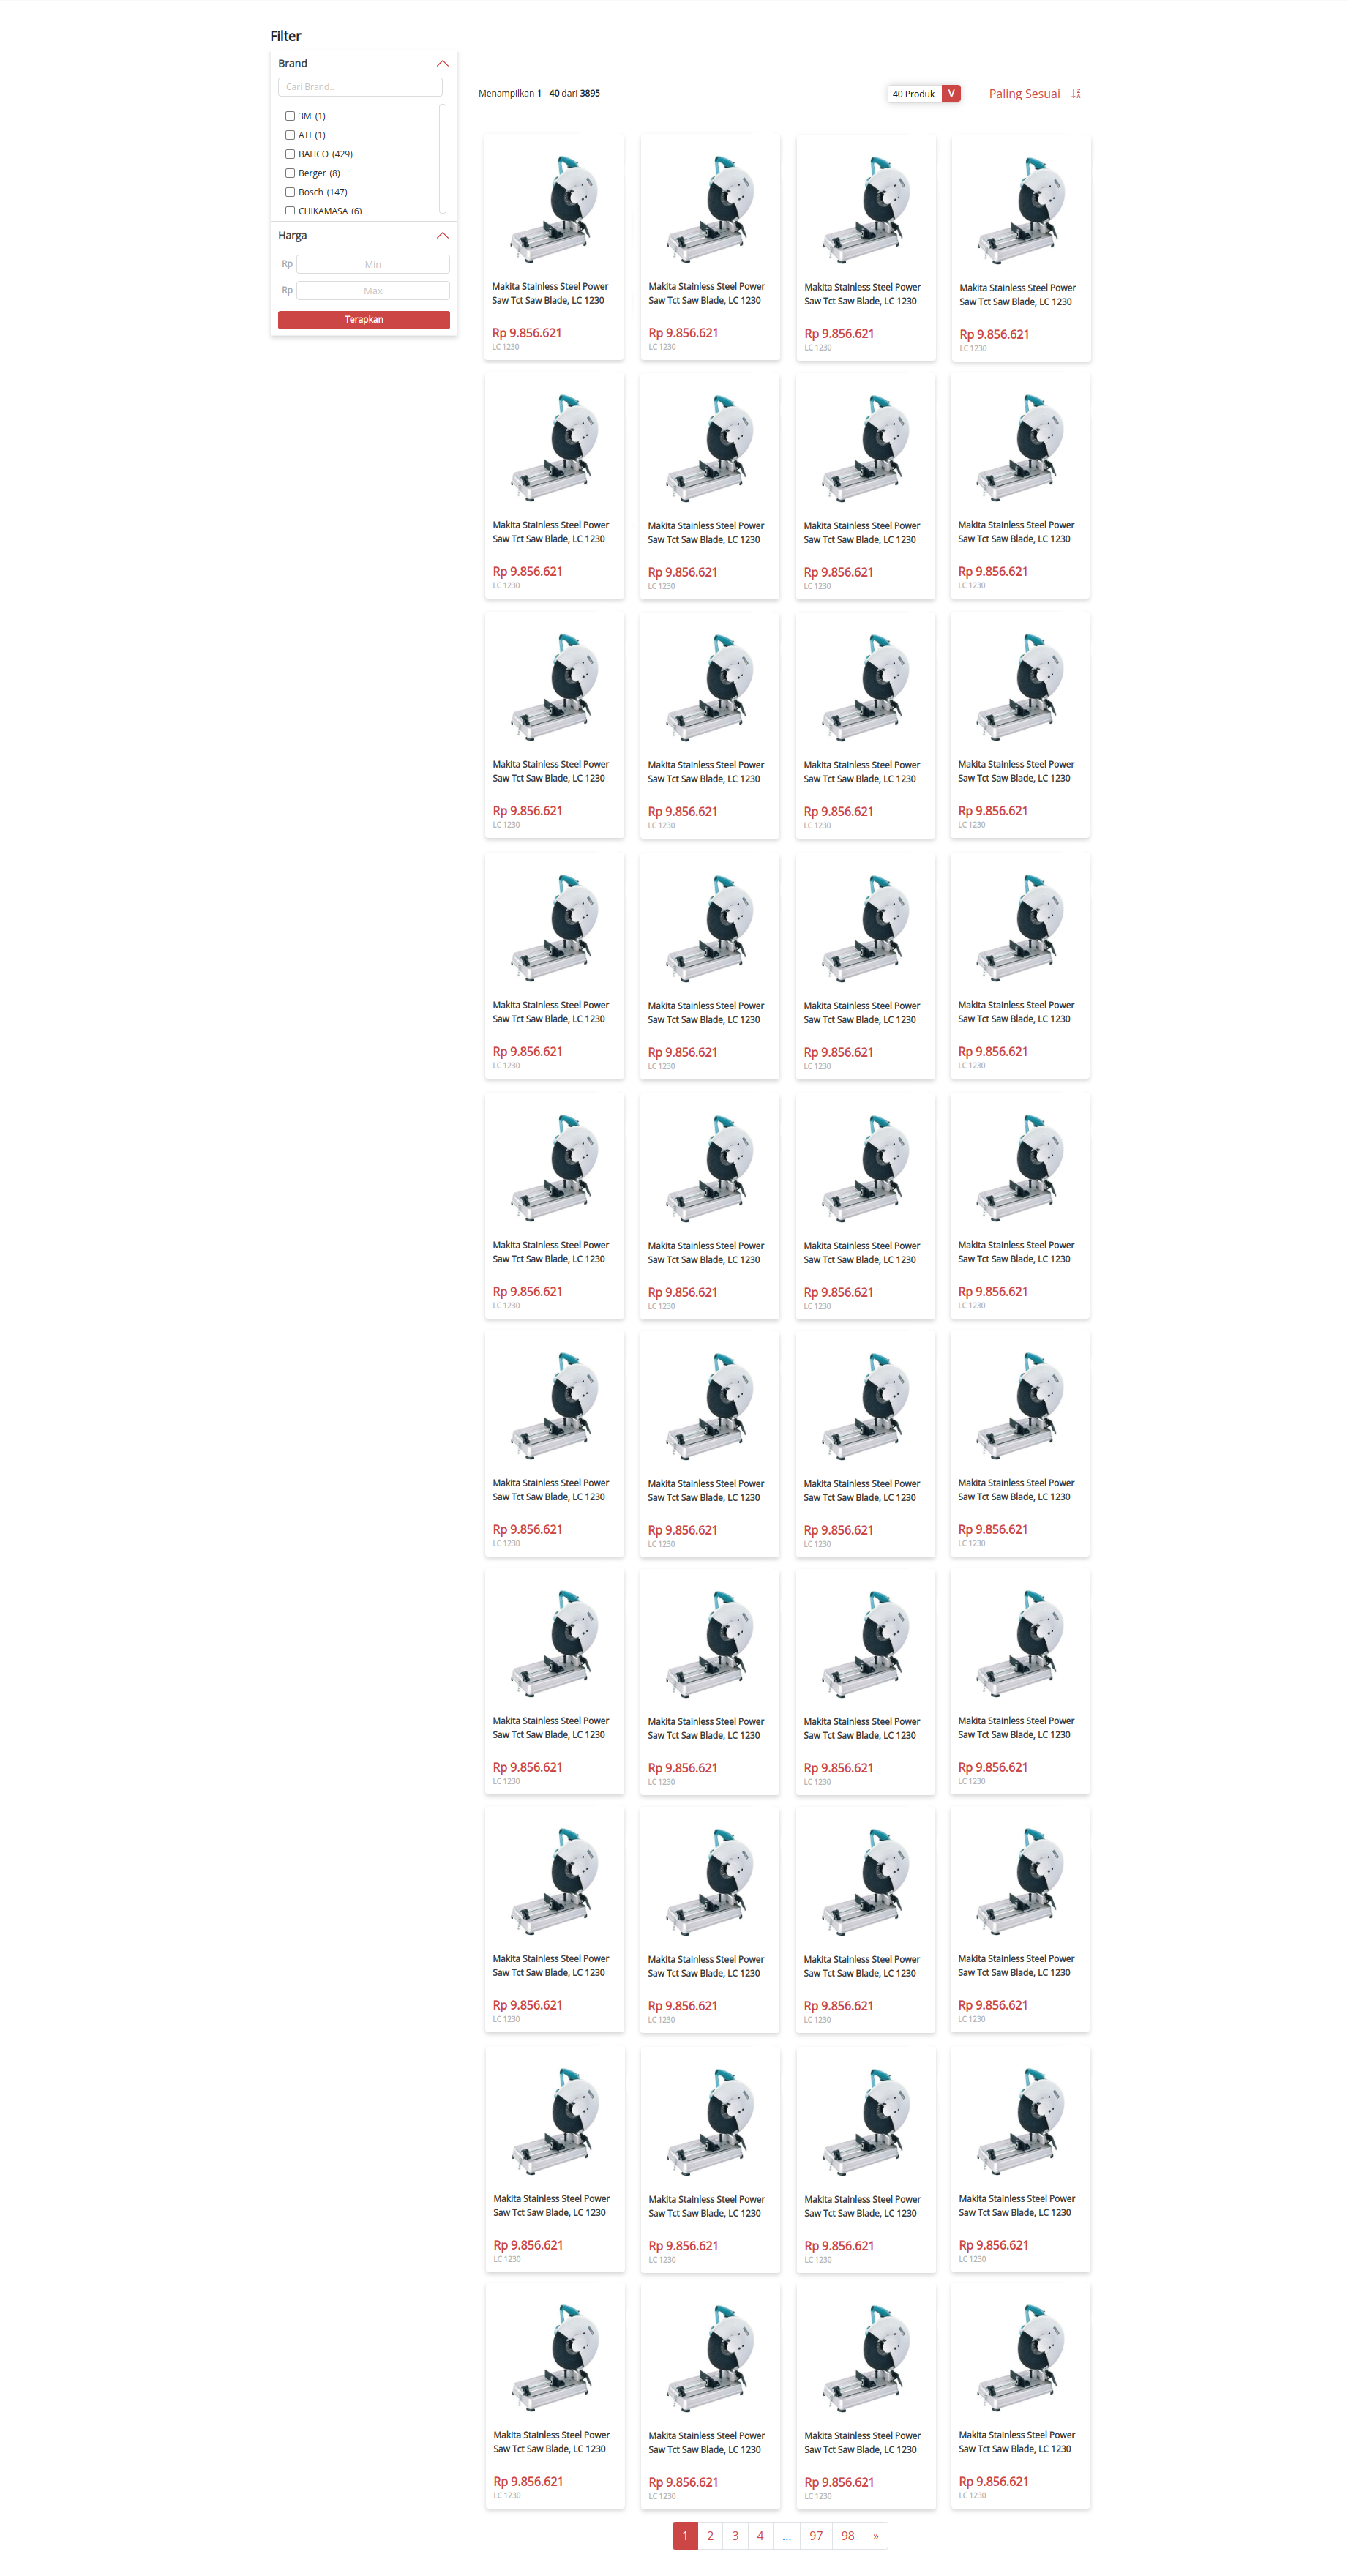 Filter
Brand
Cari Brand..
3M (1)
ATI (1)
BAHCO (429)
Berger (8)
Bosch (147)
CHIKAMASA (6)
Harga
Rp Min
Rp Max
Terapkan
Menampilkan 1 - 40 dari 3895
40 Produk V
Paling Sesuai
Makita Stainless Steel Power
Saw Tct Saw Blade, LC 1230
Rp 9.856.621
LC 1230
Makita Stainless Steel Power
Saw Tct Saw Blade, LC 1230
Rp 9.856.621
LC 1230
Makita Stainless Steel Power
Saw Tct Saw Blade, LC 1230
Rp 9.856.621
LC 1230
Makita Stainless Steel Power
Saw Tct Saw Blade, LC 1230
Rp 9.856.621
LC 1230
Makita Stainless Steel Power
Saw Tct Saw Blade, LC 1230
Rp 9.856.621
LC 1230
Makita Stainless Steel Power
Saw Tct Saw Blade, LC 1230
Rp 9.856.621
LC 1230
Makita Stainless Steel Power
Saw Tct Saw Blade, LC 1230
Rp 9.856.621
LC 1230
Makita Stainless Steel Power
Saw Tct Saw Blade, LC 1230
Rp 9.856.621
LC 1230
Makita Stainless Steel Power
Saw Tct Saw Blade, LC 1230
Rp 9.856.621
LC 1230
Makita Stainless Steel Power
Saw Tct Saw Blade, LC 1230
Rp 9.856.621
LC 1230
Makita Stainless Steel Power
Saw Tct Saw Blade, LC 1230
Rp 9.856.621
LC 1230
Makita Stainless Steel Power
Saw Tct Saw Blade, LC 1230
Rp 9.856.621
LC 1230
Makita Stainless Steel Power
Saw Tct Saw Blade, LC 1230
Rp 9.856.621
LC 1230
Makita Stainless Steel Power
Saw Tct Saw Blade, LC 1230
Rp 9.856.621
LC 1230
Makita Stainless Steel Power
Saw Tct Saw Blade, LC 1230
Rp 9.856.621
LC 1230
Makita Stainless Steel Power
Saw Tct Saw Blade, LC 1230
Rp 9.856.621
LC 1230
Makita Stainless Steel Power
Saw Tct Saw Blade, LC 1230
Rp 9.856.621
LC 1230
Makita Stainless Steel Power
Saw Tct Saw Blade, LC 1230
Rp 9.856.621
LC 1230
Makita Stainless Steel Power
Saw Tct Saw Blade, LC 1230
Rp 9.856.621
LC 1230
Makita Stainless Steel Power
Saw Tct Saw Blade, LC 1230
Rp 9.856.621
LC 1230
Makita Stainless Steel Power
Saw Tct Saw Blade, LC 1230
Rp 9.856.621
LC 1230
Makita Stainless Steel Power
Saw Tct Saw Blade, LC 1230
Rp 9.856.621
LC 1230
Makita Stainless Steel Power
Saw Tct Saw Blade, LC 1230
Rp 9.856.621
LC 1230
Makita Stainless Steel Power
Saw Tct Saw Blade, LC 1230
Rp 9.856.621
LC 1230
Makita Stainless Steel Power
Saw Tct Saw Blade, LC 1230
Rp 9.856.621
LC 1230
Makita Stainless Steel Power
Saw Tct Saw Blade, LC 1230
Rp 9.856.621
LC 1230
Makita Stainless Steel Power
Saw Tct Saw Blade, LC 1230
Rp 9.856.621
LC 1230
Makita Stainless Steel Power
Saw Tct Saw Blade, LC 1230
Rp 9.856.621
LC 1230
Makita Stainless Steel Power
Saw Tct Saw Blade, LC 1230
Rp 9.856.621
LC 1230
Makita Stainless Steel Power
Saw Tct Saw Blade, LC 1230
Rp 9.856.621
LC 1230
Makita Stainless Steel Power
Saw Tct Saw Blade, LC 1230
Rp 9.856.621
LC 1230
Makita Stainless Steel Power
Saw Tct Saw Blade, LC 1230
Rp 9.856.621
LC 1230
Makita Stainless Steel Power
Saw Tct Saw Blade, LC 1230
Rp 9.856.621
LC 1230
Makita Stainless Steel Power
Saw Tct Saw Blade, LC 1230
Rp 9.856.621
LC 1230
Makita Stainless Steel Power
Saw Tct Saw Blade, LC 1230
Rp 9.856.621
LC 1230
Makita Stainless Steel Power
Saw Tct Saw Blade, LC 1230
Rp 9.856.621
LC 1230
Makita Stainless Steel Power
Saw Tct Saw Blade, LC 1230
Rp 9.856.621
LC 1230
Makita Stainless Steel Power
Saw Tct Saw Blade, LC 1230
Rp 9.856.621
LC 1230
Makita Stainless Steel Power
Saw Tct Saw Blade, LC 1230
Rp 9.856.621
LC 1230
Makita Stainless Steel Power
Saw Tct Saw Blade, LC 1230
Rp 9.856.621
LC 1230
1 2 3 4 ... 97 98 »